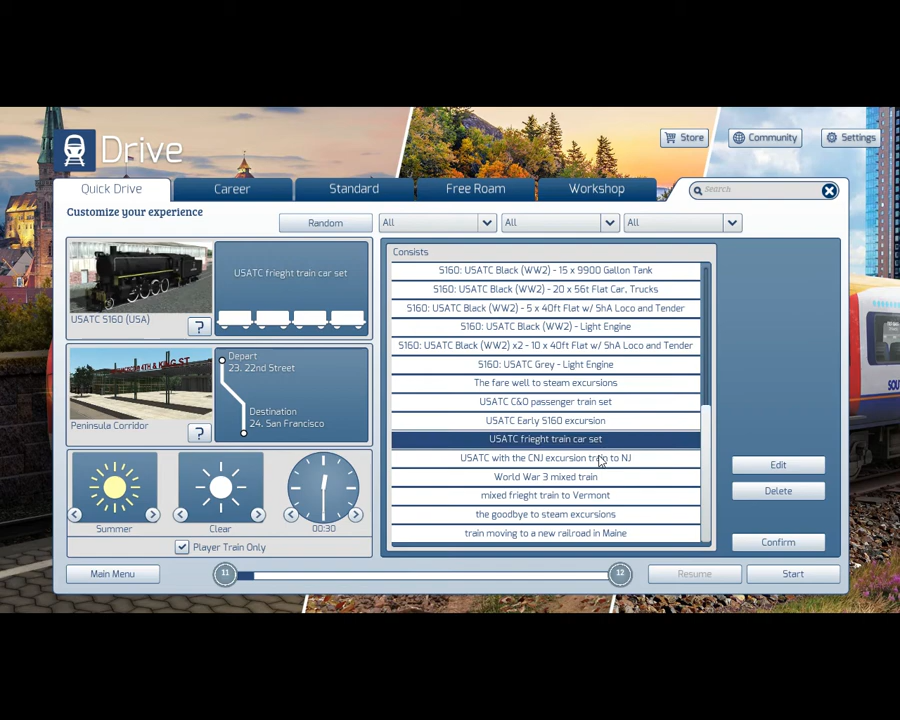 Drive
Store
Community
Settings
Quick Drive
Career
Standard
Free Roam
Workshop
Search
Customize your experience
Random
All
All
All
USATC frieght train car set
USATC S160 (USA)
?
Depart
23. 22nd Street
Destination
24. San Francisco
Peninsula Corridor
?
Summer
Clear
00:30
Player Train Only
Consists
S160: USATC Black (WW2) - 15 x 9900 Gallon Tank
S160: USATC Black (WW2) - 20 x 56t Flat Car, Trucks
S160: USATC Black (WW2) - 5 x 40ft Flat w/ ShA Loco and Tender
S160: USATC Black (WW2) - Light Engine
S160: USATC Black (WW2) x2 - 10 x 40ft Flat w/ ShA Loco and Tender
S160: USATC Grey - Light Engine
The fare well to steam excursions
USATC C&O passenger train set
USATC Early S160 excursion
USATC frieght train car set
USATC with the CNJ excursion train to NJ
World War 3 mixed train
mixed frieght train to Vermont
the goodbye to steam excursions
train moving to a new railroad in Maine
Edit
Delete
Confirm
Main Menu
11
12
Resume
Start